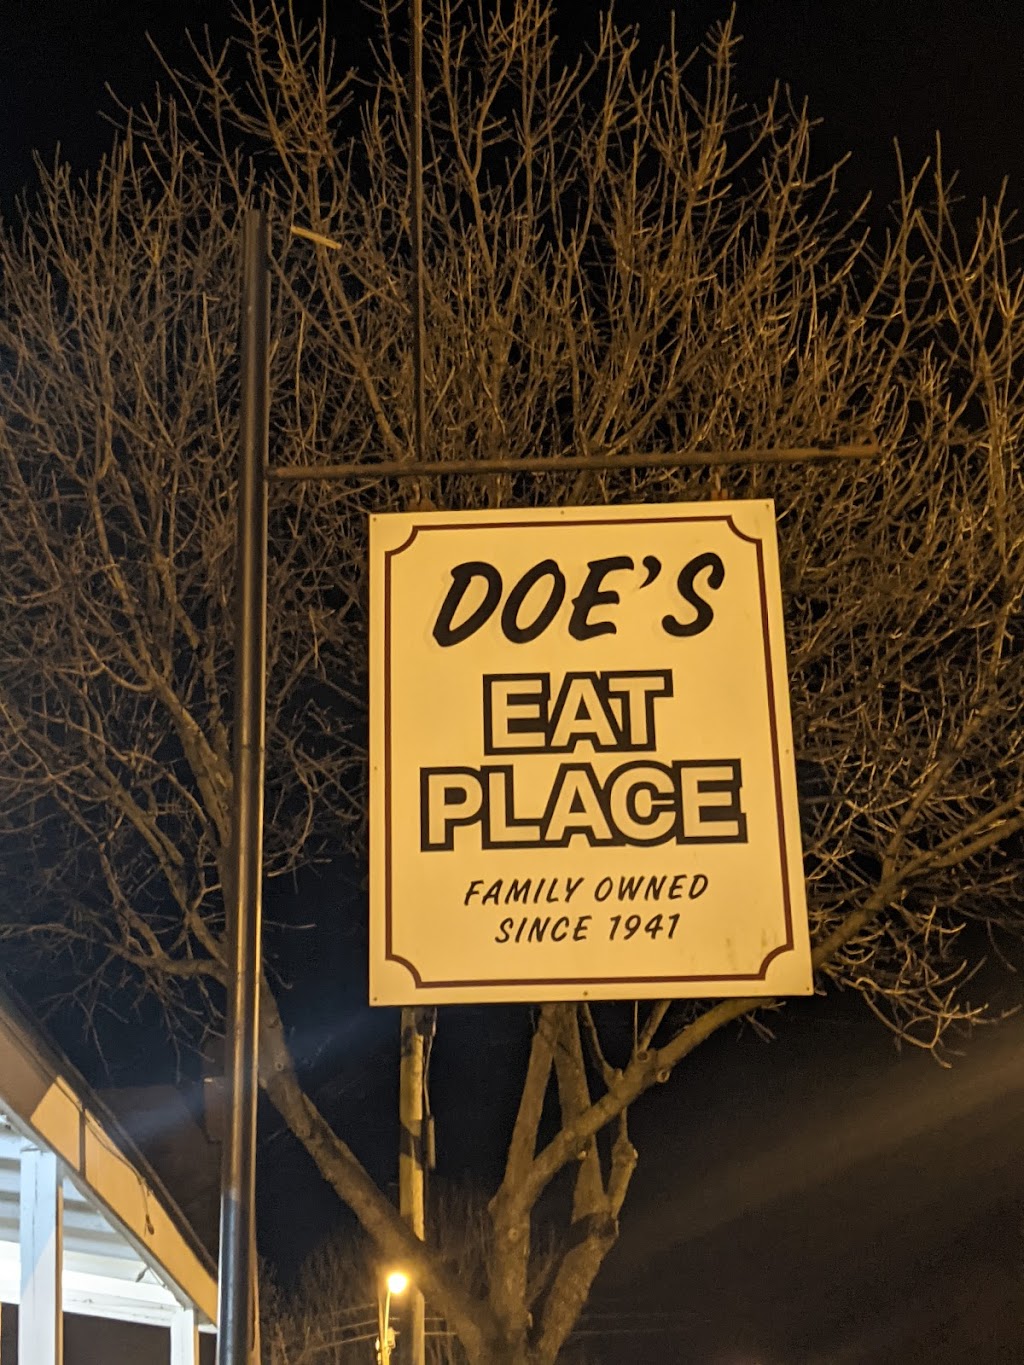 DOE'S
EAT
PLACE
FAMILY OWNED
SINCE 1941